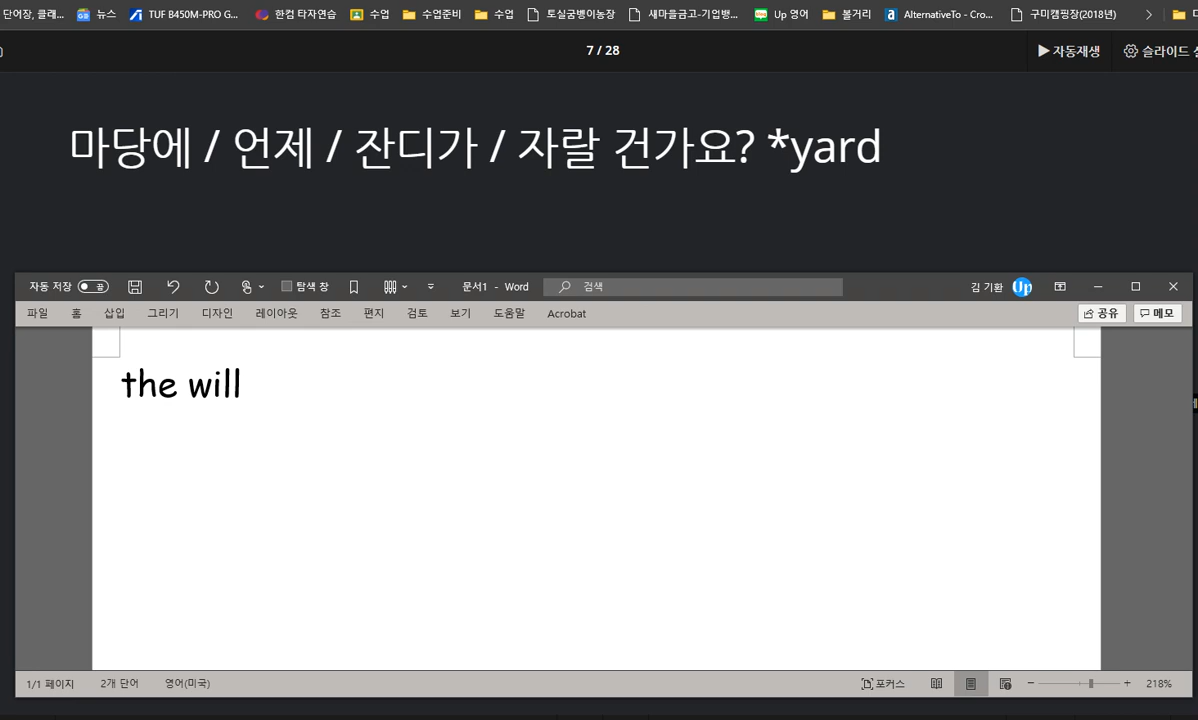 단어장, 클래... 뉴스 TUF B450M-PRO G... 한컴 타자연습 수업 수업준비 수업 토실굼벵이농장 새마을금고-기업뱅... Up 영어 볼거리 AlternativeTo - Cro... 구미캠핑장(2018년)
7 / 28 자동재생 슬라이드
마당에 / 언제 / 잔디가 / 자랄 건가요? *yard
자동 저장 끔 탐색 창 문서1 - Word 검색 김 기환 Up
파일 홈 삽입 그리기 디자인 레이아웃 참조 편지 검토 보기 도움말 Acrobat 공유 메모
the will
1/1 페이지 2개 단어 영어(미국) 포커스 218%